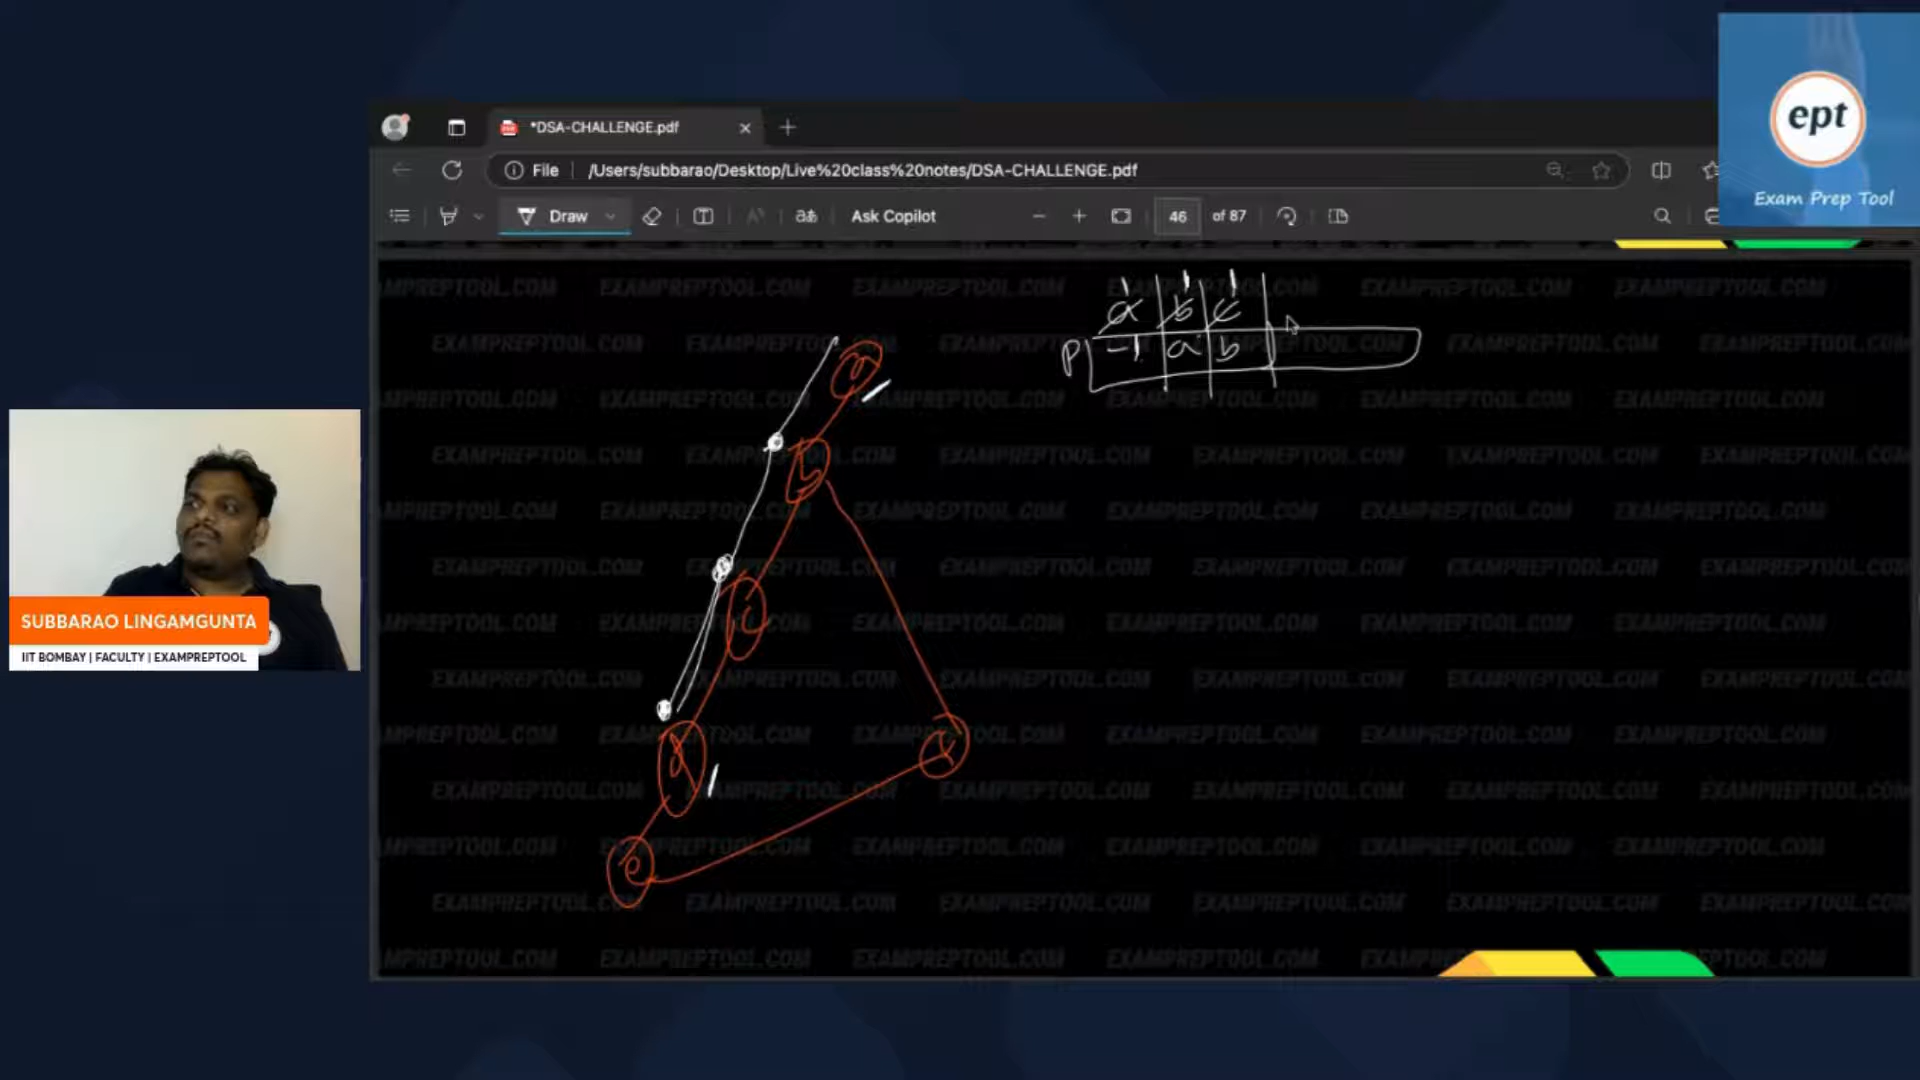 ept
Exam Prep Tool
*DSA-CHALLENGE.pdf
File /Users/subbarao/Desktop/Live%20class%20notes/DSA-CHALLENGE.pdf
Draw
Ask Copilot
46 of 87
EXAMPREPTOOL.COM
a b c
P -1 a b
a
b
c
d
e
SUBBARAO LINGAMGUNTA
IIT BOMBAY | FACULTY | EXAMPREPTOOL